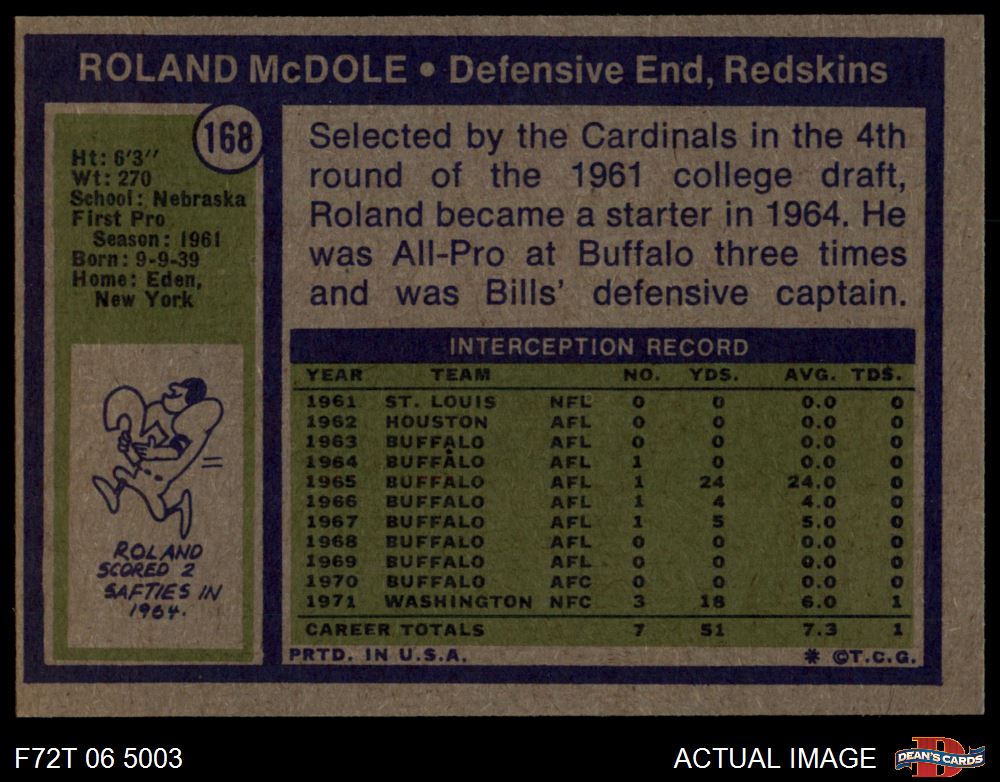 ROLAND McDOLE • Defensive End, Redskins
168
Ht: 6'3"
Wt: 270
School: Nebraska
First Pro
Season: 1961
Born: 9-9-39
Home: Eden,
New York
ROLAND
SCORED 2
SAFTIES IN
1964.
Selected by the Cardinals in the 4th
round of the 1961 college draft,
Roland became a starter in 1964. He
was All-Pro at Buffalo three times
and was Bills' defensive captain.
INTERCEPTION RECORD
YEAR TEAM NO. YDS. AVG. TDS.
1961 ST. LOUIS NFL 0 0 0.0 0
1962 HOUSTON AFL 0 0 0.0 0
1963 BUFFALO AFL 0 0 0.0 0
1964 BUFFALO AFL 1 0 0.0 0
1965 BUFFALO AFL 1 24 24.0 0
1966 BUFFALO AFL 1 4 4.0 0
1967 BUFFALO AFL 1 5 5.0 0
1968 BUFFALO AFL 0 0 0.0 0
1969 BUFFALO AFL 0 0 0.0 0
1970 BUFFALO AFC 0 0 0.0 0
1971 WASHINGTON NFC 3 18 6.0 1
CAREER TOTALS 7 51 7.3 1
PRTD. IN U.S.A. * ©T.C.G.
F72T 06 5003 ACTUAL IMAGE D DEAN'S CARDS